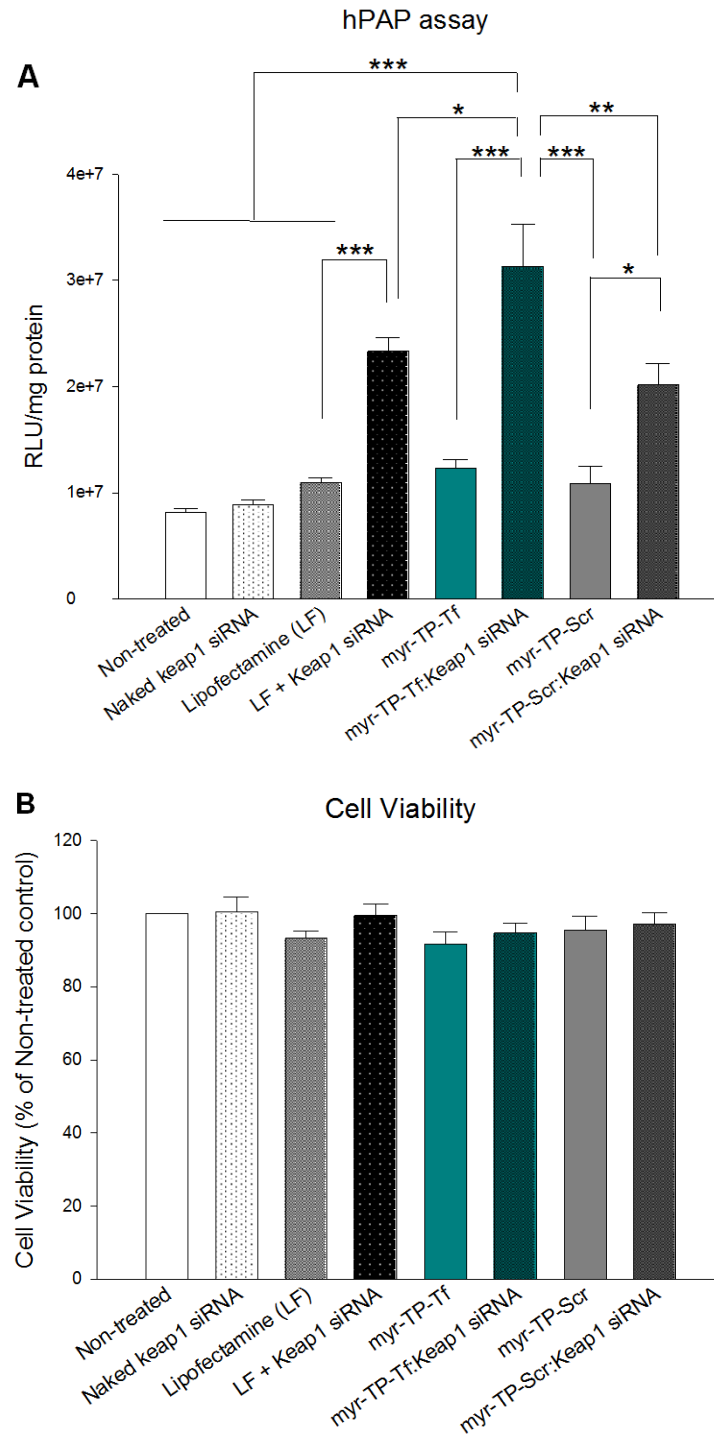 hPAP assay
A
***
*
**
***
***
***
*
4e+7
3e+7
2e+7
1e+7
0
RLU/mg protein
Non-treated
Naked keap1 siRNA
Lipofectamine (LF)
LF + Keap1 siRNA
myr-TP-Tf
myr-TP-Tf:Keap1 siRNA
myr-TP-Scr
myr-TP-Scr:Keap1 siRNA
B
Cell Viability
120
100
80
60
40
20
0
Cell Viability (% of Non-treated control)
Non-treated
Naked keap1 siRNA
Lipofectamine (LF)
LF + Keap1 siRNA
myr-TP-Tf
myr-TP-Tf:Keap1 siRNA
myr-TP-Scr
myr-TP-Scr:Keap1 siRNA